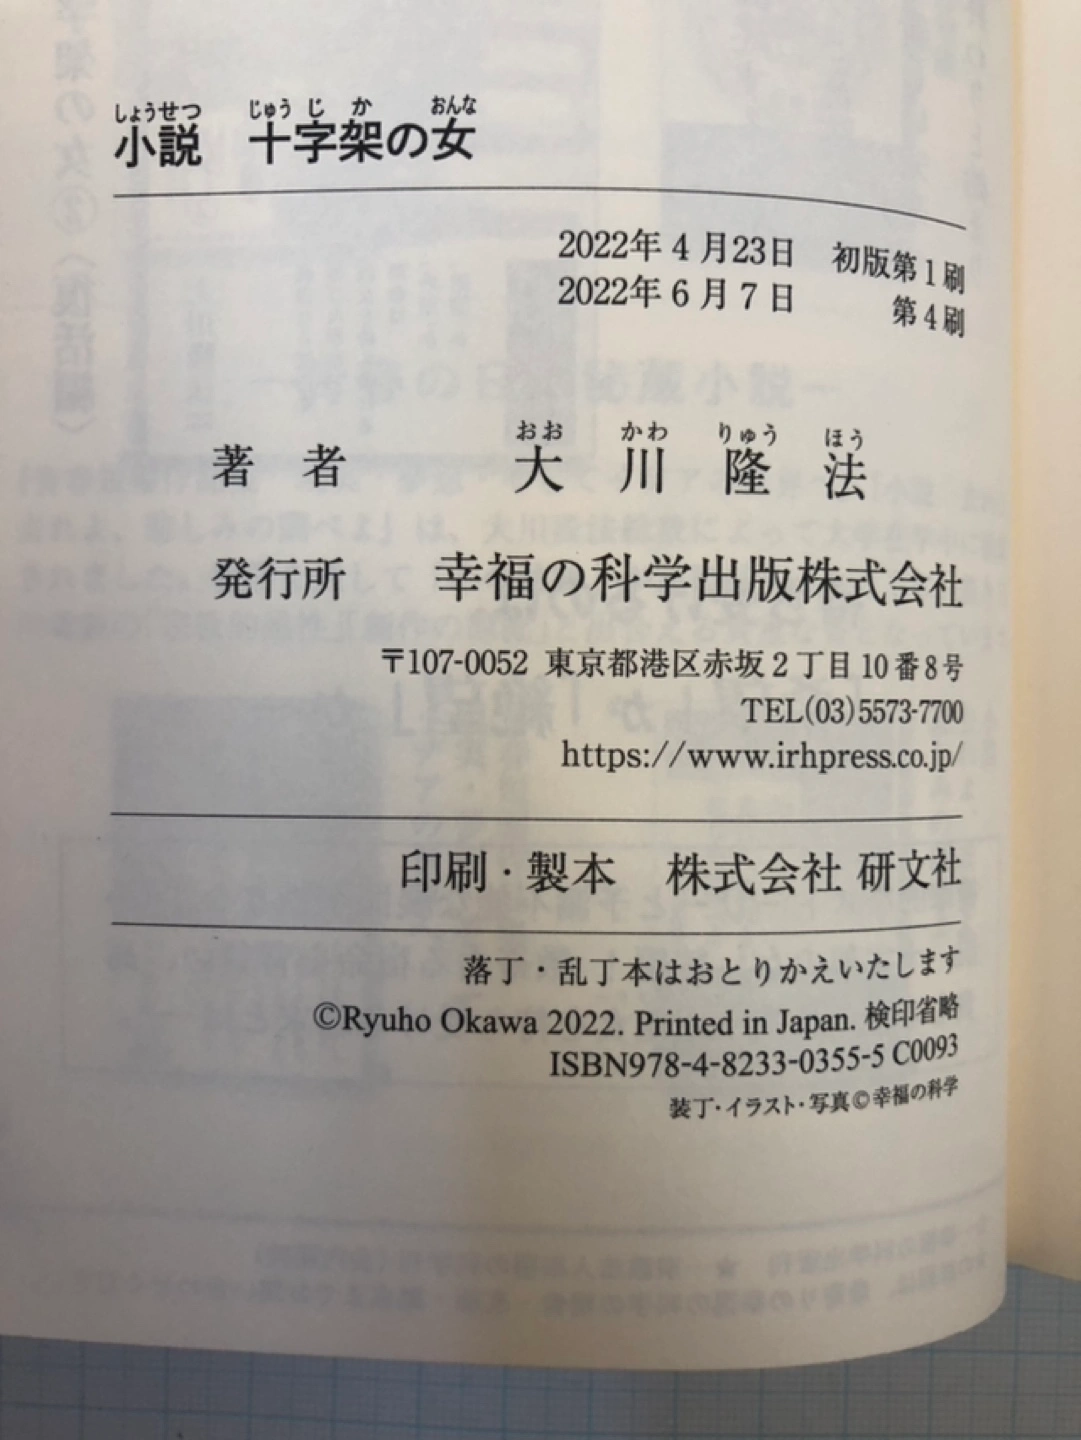 しょうせつ じゅうじか おんな
小説 十字架の女
2022年4月23日 初版第1刷
2022年6月7日 第4刷
おお かわ りゅう ほう
著者 大川隆法
発行所 幸福の科学出版株式会社
〒107-0052 東京都港区赤坂2丁目10番8号
TEL(03)5573-7700
https://www.irhpress.co.jp/
印刷・製本 株式会社 研文社
落丁・乱丁本はおとりかえいたします
©Ryuho Okawa 2022. Printed in Japan. 検印省略
ISBN978-4-8233-0355-5 C0093
装丁・イラスト・写真©幸福の科学